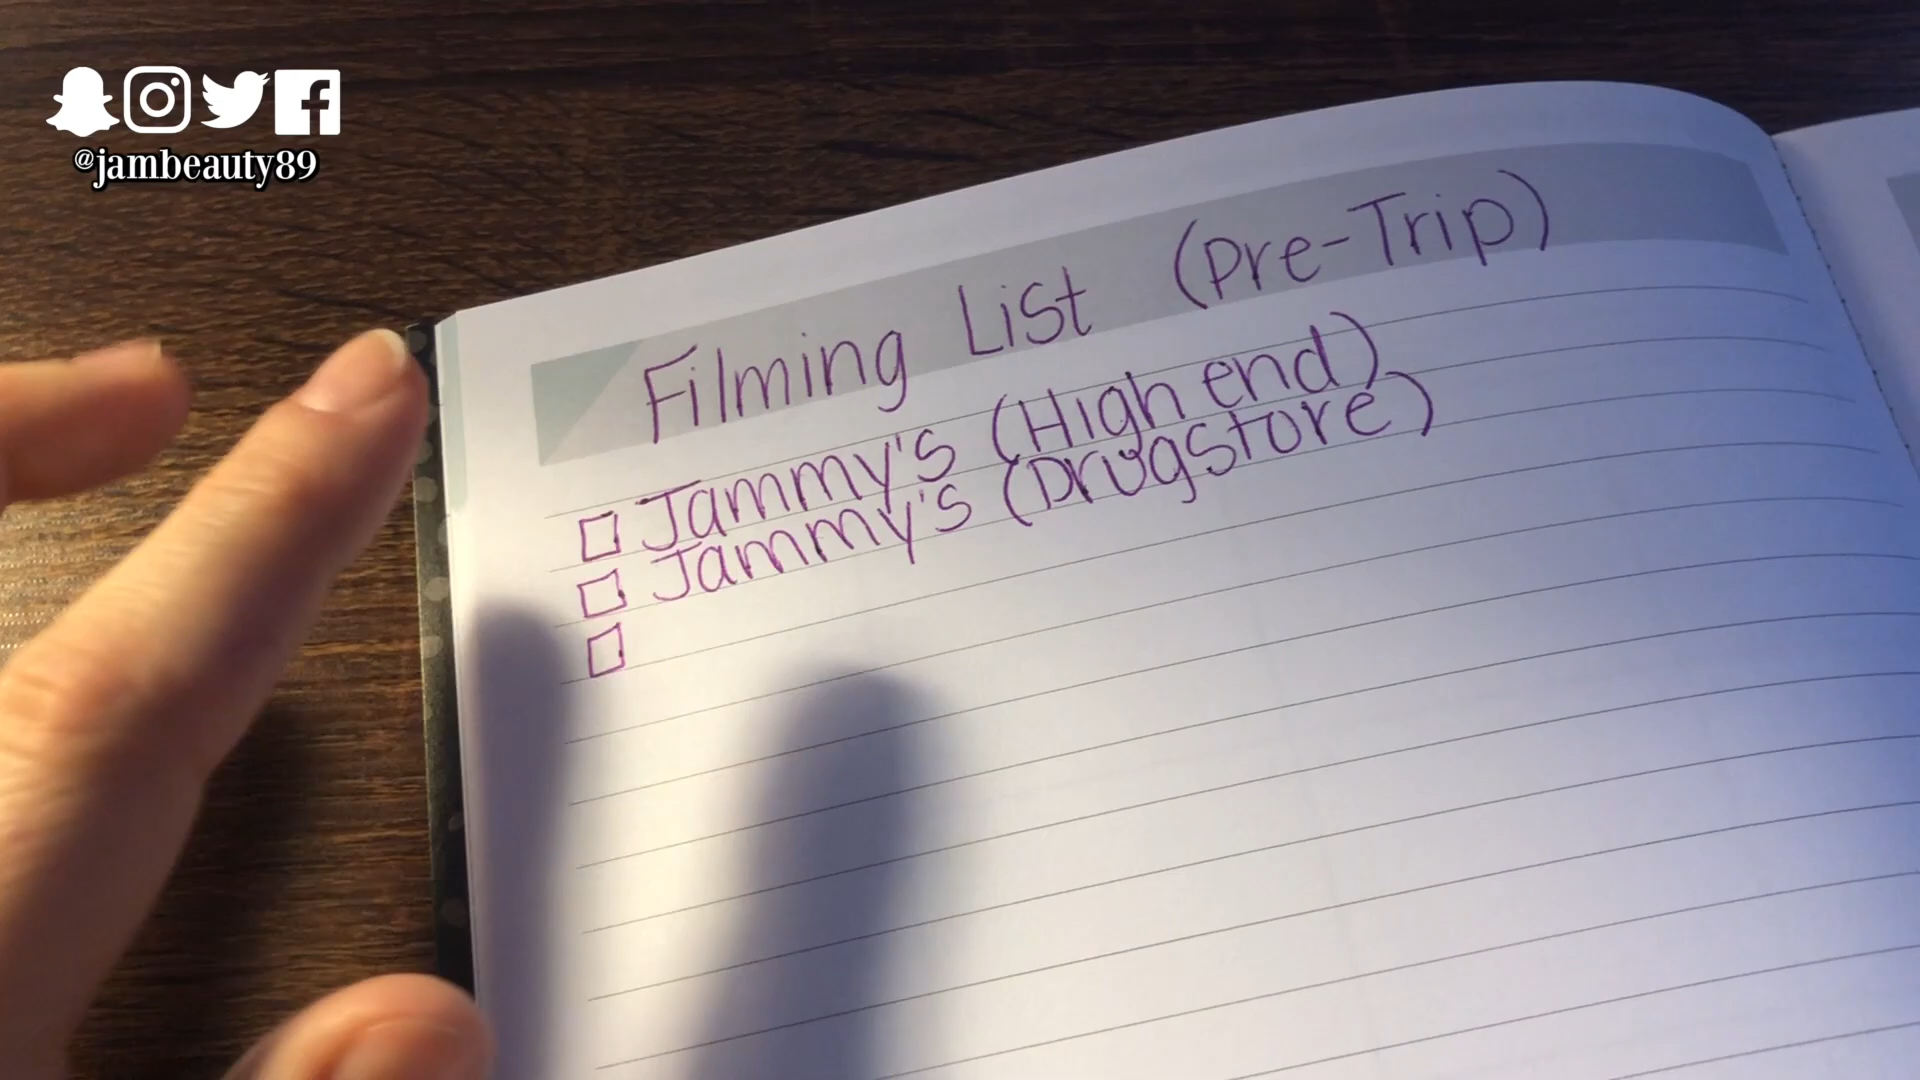 @jambeauty89
Filming List (Pre-Trip)
Jammy's (High end)
Jammy's (Drugstore)